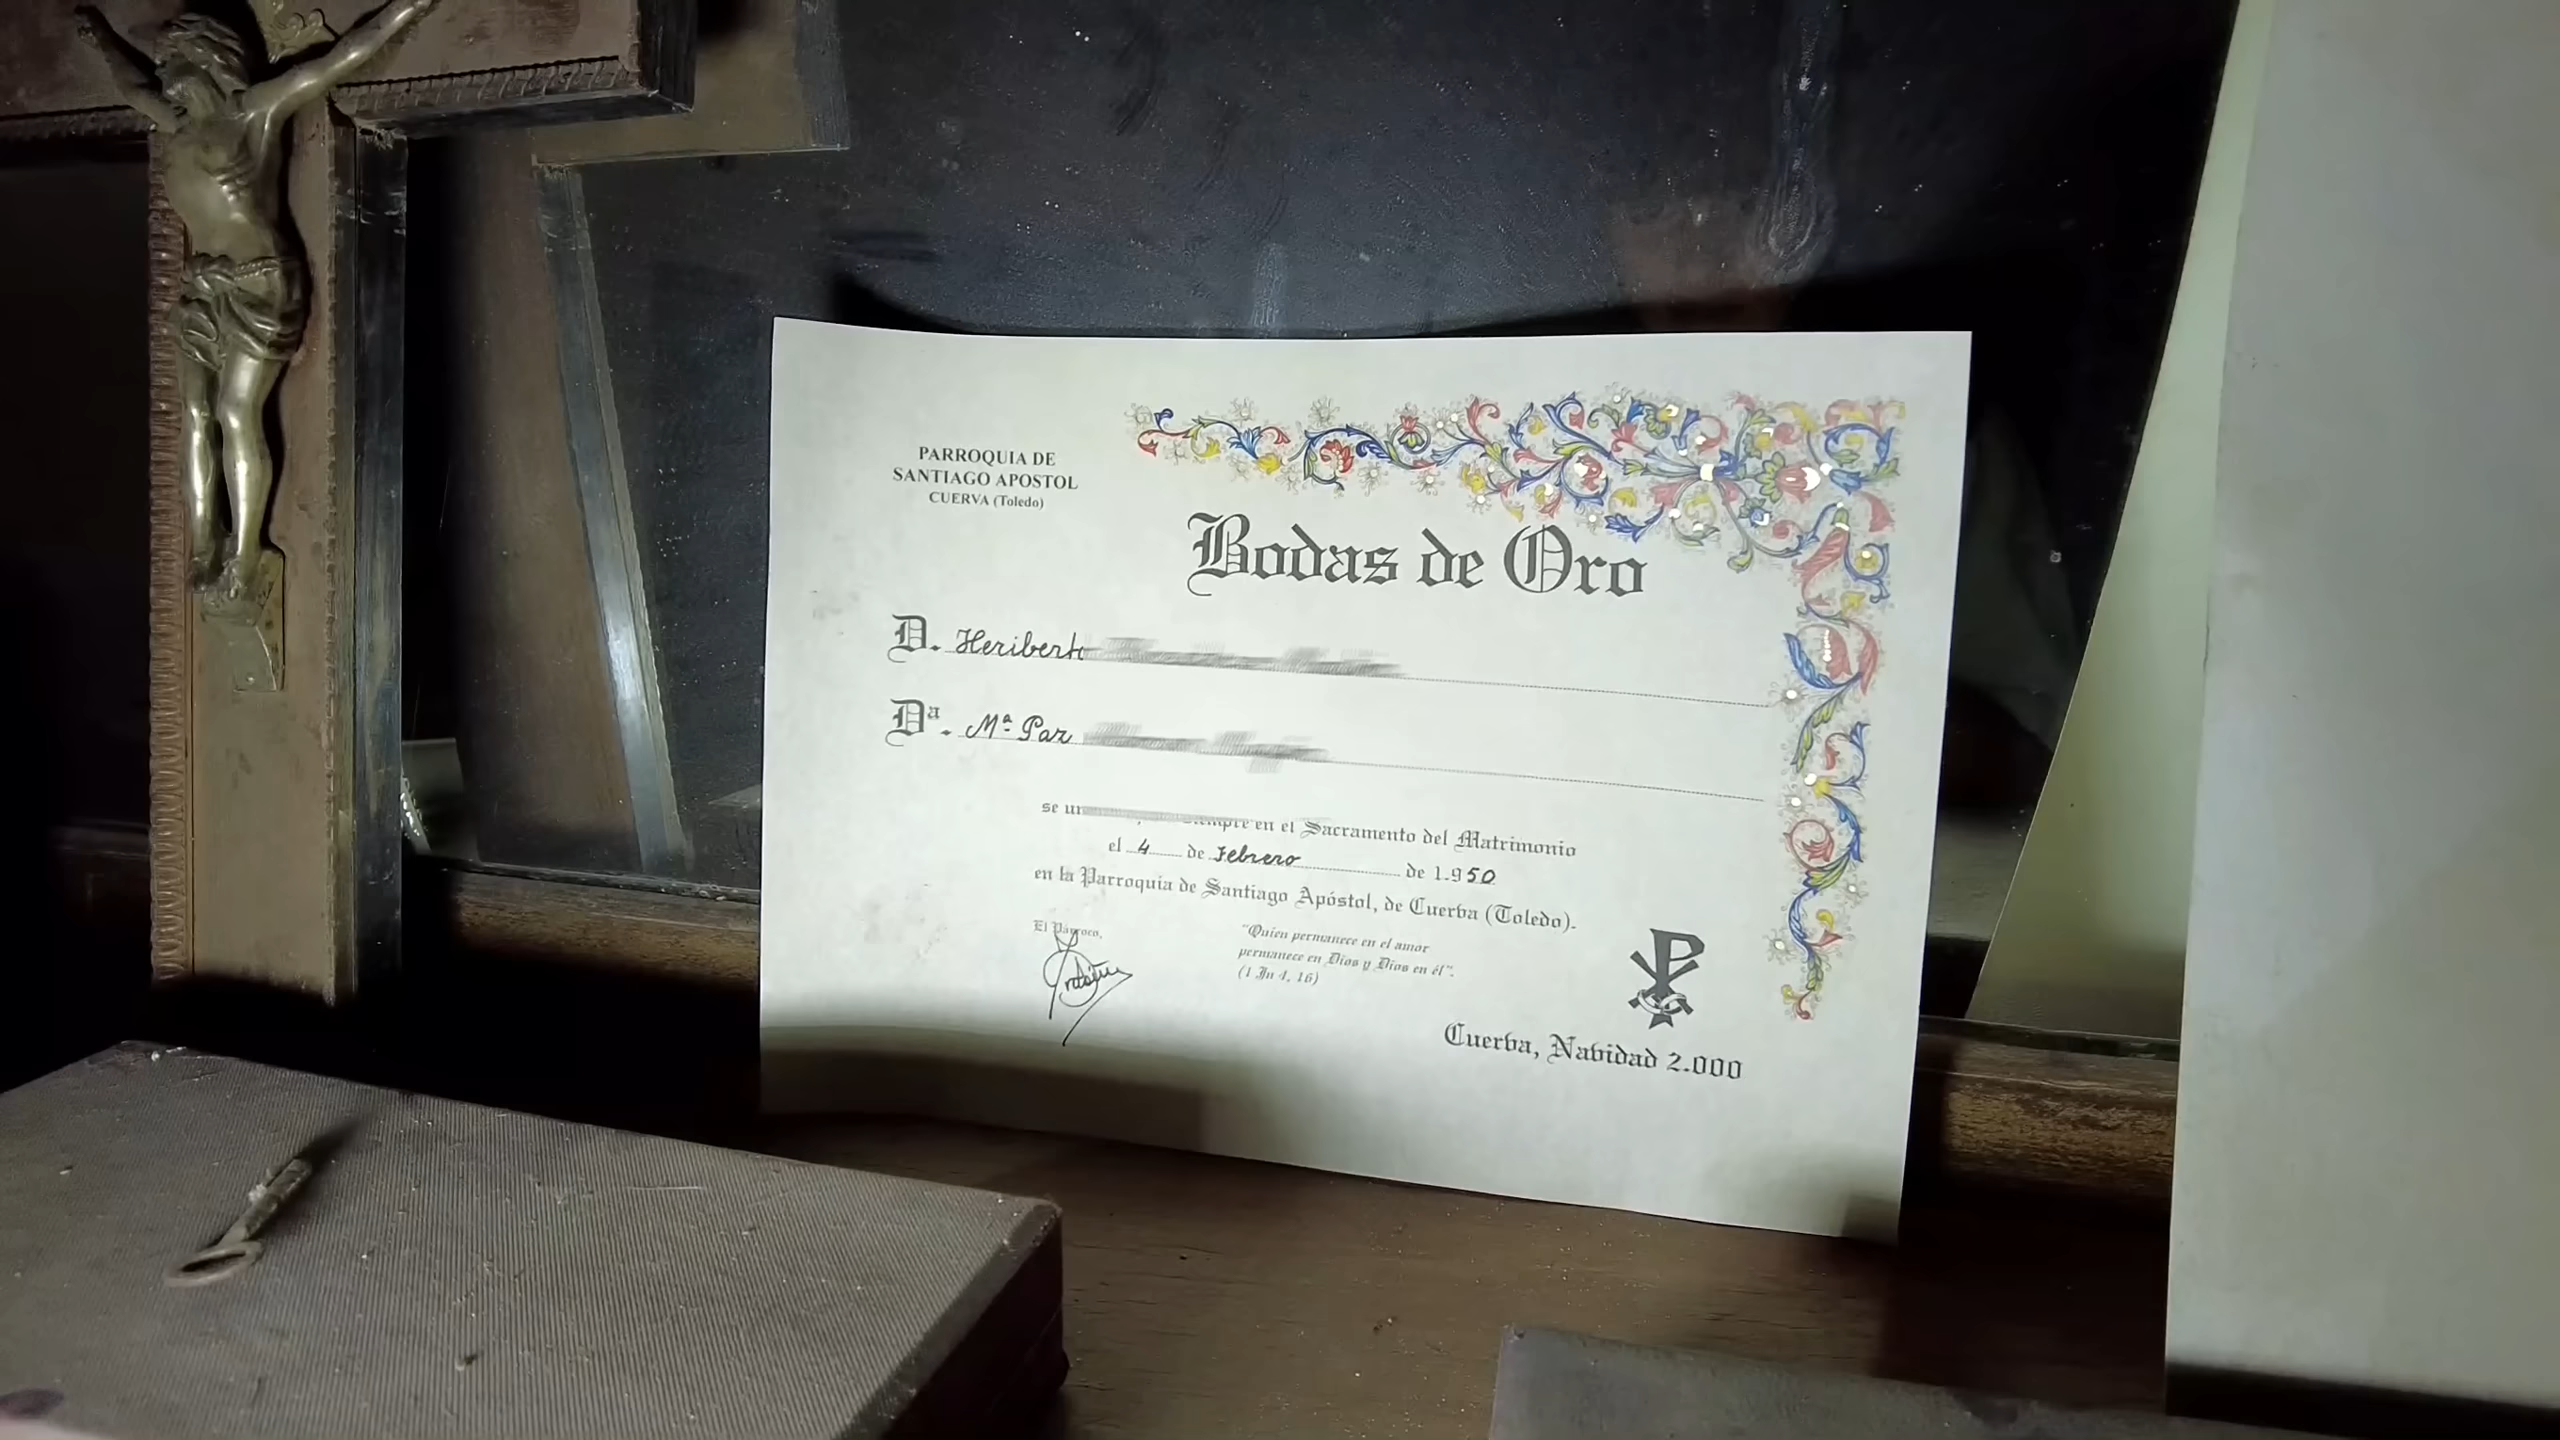 PARROQUIA DE
SANTIAGO APOSTOL
CUERVA (Toledo)
Bodas de Oro
D. Heriberto
Dª. Mª Paz
se en el Sacramento del Matrimonio
el 4 de Febrero de 1.950
en la Parroquia de Santiago Apóstol, de Cuerva (Toledo).
El Párroco,
"Quien permanece en el amor
permanece en Dios y Dios en él".
(1 Jn 4, 16)
Cuerva, Navidad 2.000